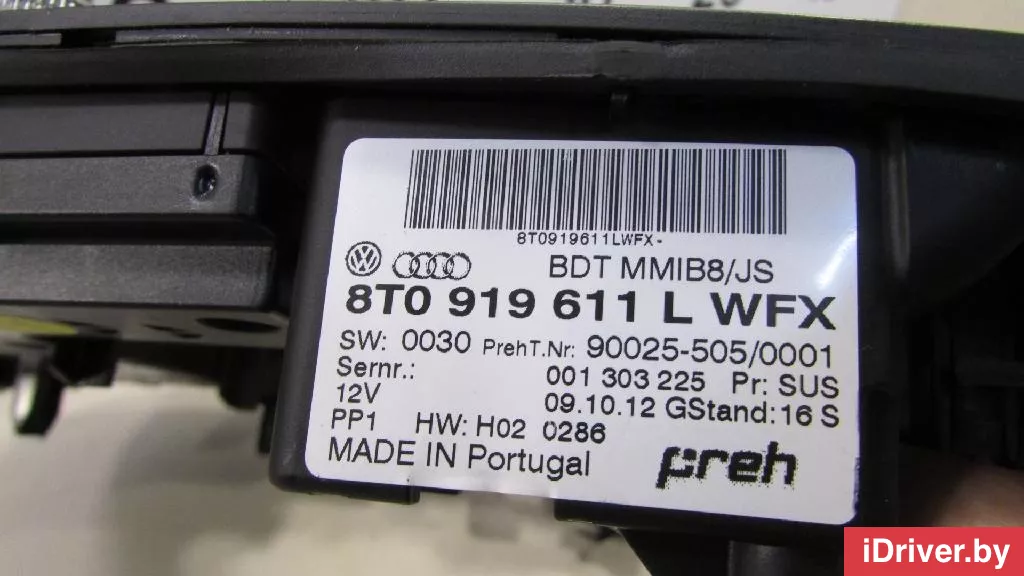 8T0919611LWFX-
BDT MMIB8/JS
8T0 919 611 L WFX
SW: 0030 PrehT.Nr: 90025-505/0001
Sernr.: 001 303 225 Pr: SUS
12V 09.10.12 GStand: 16 S
PP1 HW: H02 0286
MADE IN Portugal preh
iDriver.by